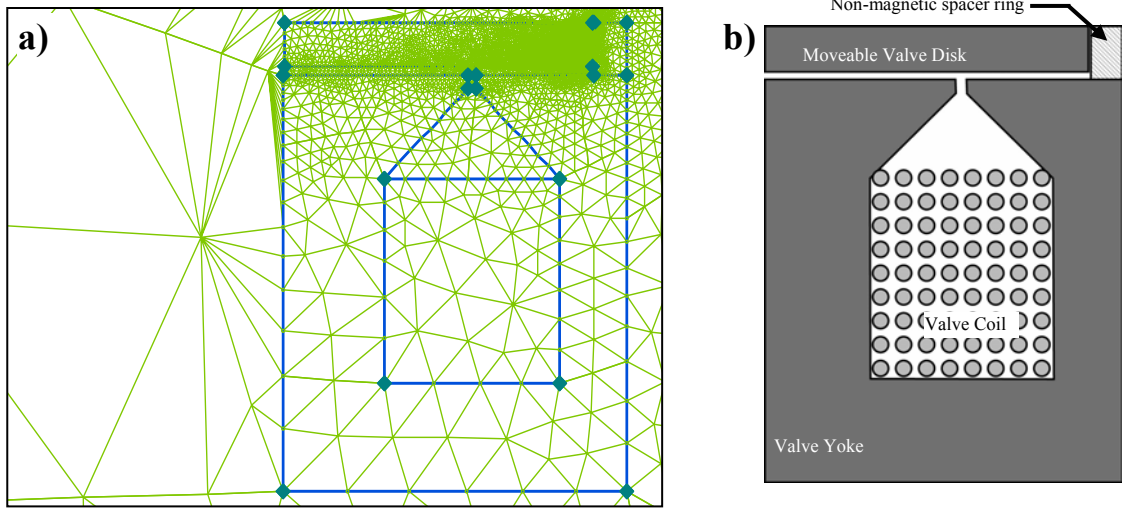 a)
b)
Non-magnetic spacer ring
Moveable Valve Disk
Valve Coil
Valve Yoke